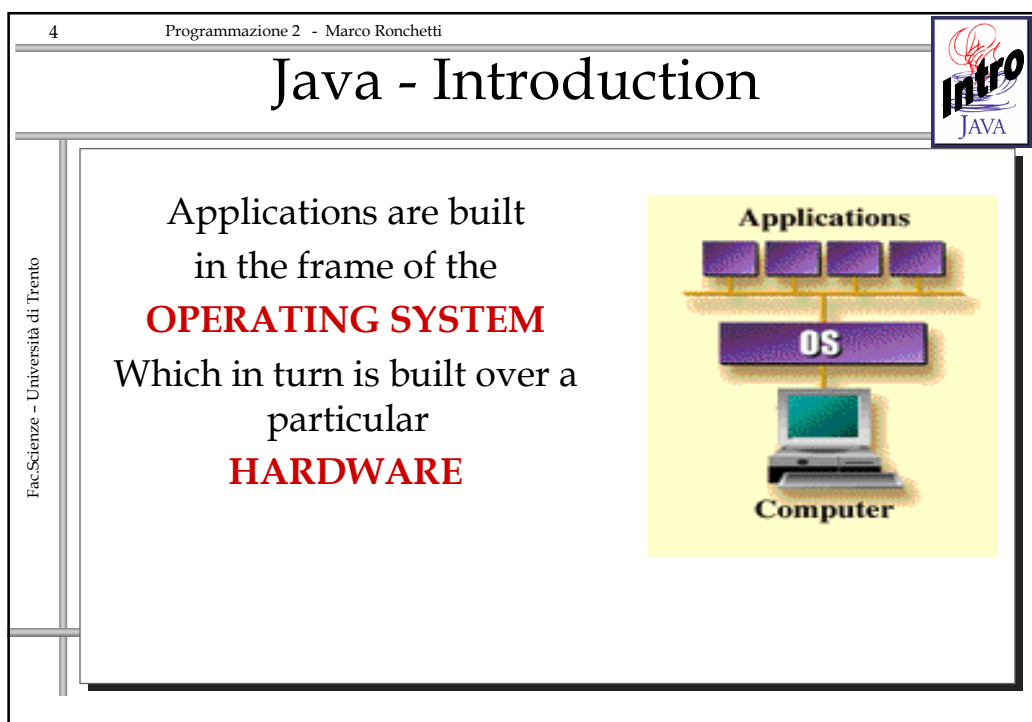 4 Programmazione 2 - Marco Ronchetti
Java - Introduction
Intro
JAVA
Fac.Scienze – Università di Trento
Applications are built
in the frame of the
OPERATING SYSTEM
Which in turn is built over a
particular
HARDWARE
Applications
OS
Computer